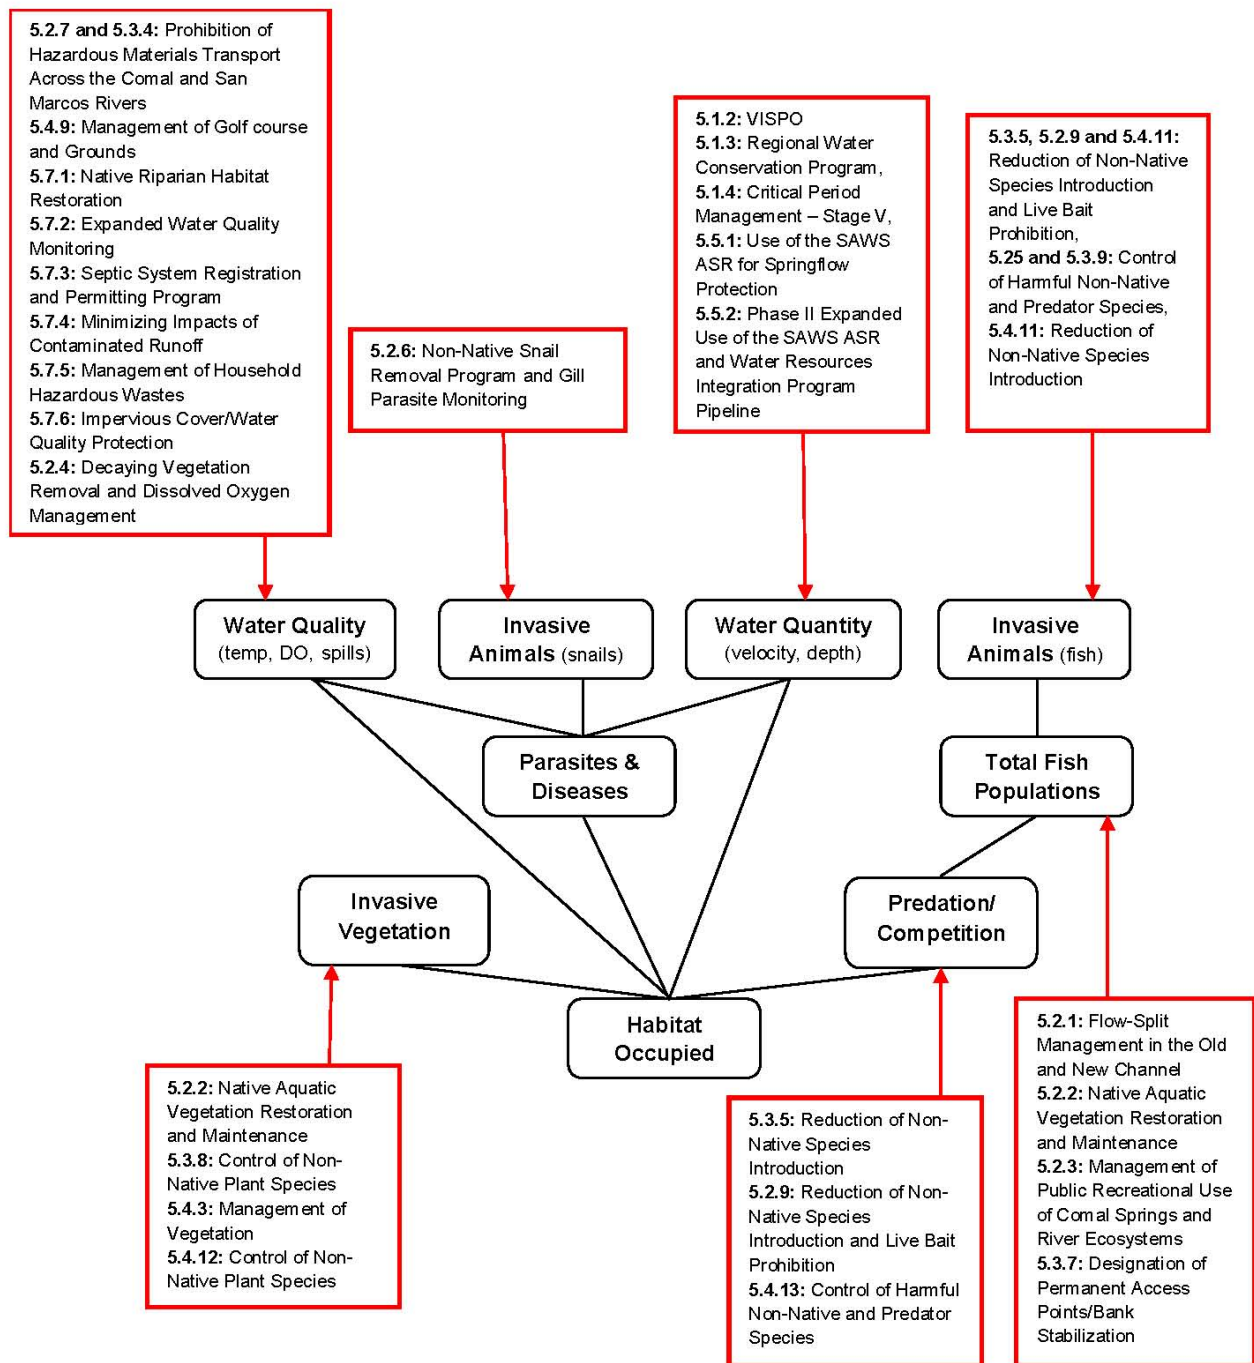 5.2.7 and 5.3.4: Prohibition of
Hazardous Materials Transport
Across the Comal and San
Marcos Rivers
5.4.9: Management of Golf course
and Grounds
5.7.1: Native Riparian Habitat
Restoration
5.7.2: Expanded Water Quality
Monitoring
5.7.3: Septic System Registration
and Permitting Program
5.7.4: Minimizing Impacts of
Contaminated Runoff
5.7.5: Management of Household
Hazardous Wastes
5.7.6: Impervious Cover/Water
Quality Protection
5.2.4: Decaying Vegetation
Removal and Dissolved Oxygen
Management
5.2.6: Non-Native Snail
Removal Program and Gill
Parasite Monitoring
5.1.2: VISPO
5.1.3: Regional Water
Conservation Program,
5.1.4: Critical Period
Management – Stage V,
5.5.1: Use of the SAWS
ASR for Springflow
Protection
5.5.2: Phase II Expanded
Use of the SAWS ASR
and Water Resources
Integration Program
Pipeline
5.3.5, 5.2.9 and 5.4.11:
Reduction of Non-Native
Species Introduction
and Live Bait
Prohibition,
5.25 and 5.3.9: Control
of Harmful Non-Native
and Predator Species,
5.4.11: Reduction of
Non-Native Species
Introduction
Water Quality
(temp, DO, spills)
Invasive
Animals (snails)
Water Quantity
(velocity, depth)
Invasive
Animals (fish)
Parasites &
Diseases
Total Fish
Populations
Invasive
Vegetation
Predation/
Competition
Habitat
Occupied
5.2.2: Native Aquatic
Vegetation Restoration
and Maintenance
5.3.8: Control of Non-
Native Plant Species
5.4.3: Management of
Vegetation
5.4.12: Control of Non-
Native Plant Species
5.3.5: Reduction of Non-
Native Species
Introduction
5.2.9: Reduction of Non-
Native Species
Introduction and Live Bait
Prohibition
5.4.13: Control of Harmful
Non-Native and Predator
Species
5.2.1: Flow-Split
Management in the Old
and New Channel
5.2.2: Native Aquatic
Vegetation Restoration
and Maintenance
5.2.3: Management of
Public Recreational Use
of Comal Springs and
River Ecosystems
5.3.7: Designation of
Permanent Access
Points/Bank
Stabilization